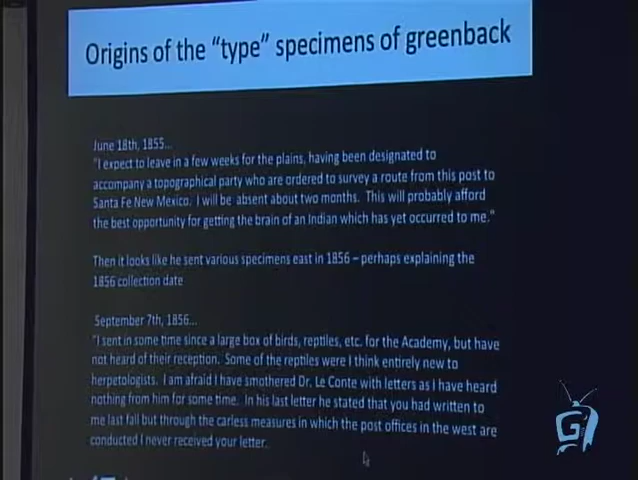 Origins of the "type" specimens of greenback
June 18th, 1855...
"I expect to leave in a few weeks for the plains, having been designated to
accompany a topographical party who are ordered to survey a route from this post to
Santa Fe New Mexico. I will be absent about two months. This will probably afford
the best opportunity for getting the brain of an Indian which has yet occurred to me."
Then it looks like he sent various specimens east in 1856 – perhaps explaining the
1856 collection date
September 7th, 1856...
"I sent in some time since a large box of birds, reptiles, etc. for the Academy, but have
not heard of their reception. Some of the reptiles were I think entirely new to
herpetologists. I am afraid I have smothered Dr. Le Conte with letters as I have heard
nothing from him for some time. In his last letter he stated that you had written to
me last fall but through the carless measures in which the post offices in the west are
conducted I never received your letter.
G